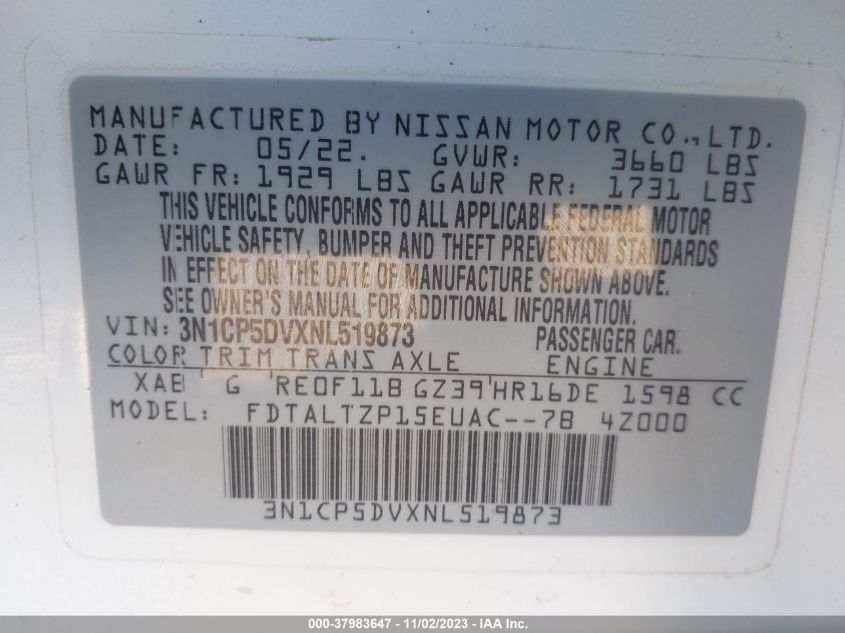 MANUFACTURED BY NISSAN MOTOR CO., LTD.
DATE: 05/22. GVWR: 3660 LBS
GAWR FR: 1929 LBS GAWR RR: 1731 LBS
THIS VEHICLE CONFORMS TO ALL APPLICABLE FEDERAL MOTOR
VEHICLE SAFETY, BUMPER AND THEFT PREVENTION STANDARDS
IN EFFECT ON THE DATE OF MANUFACTURE SHOWN ABOVE.
SEE OWNER'S MANUAL FOR ADDITIONAL INFORMATION.
VIN: 3N1CP5DVXNL519873 PASSENGER CAR.
COLOR TRIM TRANS AXLE ENGINE
XAB G RE0F11B GZ39 HR16DE 1598 CC
MODEL: FDTALTZP15EUAC--7B 4Z000
3N1CP5DVXNL519873
000-37983647 - 11/02/2023 - IAA Inc.